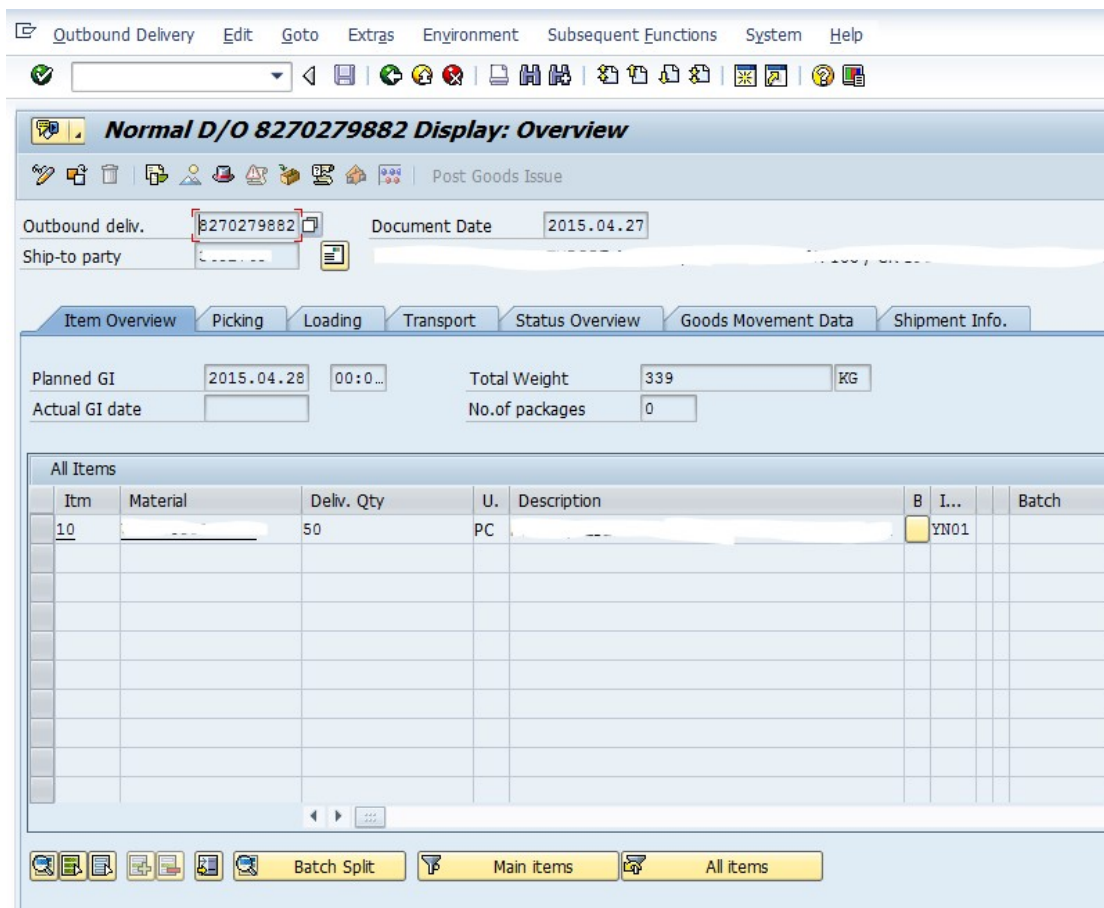 Outbound Delivery Edit Goto Extras Environment Subsequent Functions System Help
Normal D/O 8270279882 Display: Overview
Post Goods Issue
Outbound deliv. 8270279882 Document Date 2015.04.27
Ship-to party
Item Overview Picking Loading Transport Status Overview Goods Movement Data Shipment Info.
Planned GI 2015.04.28 00:0… Total Weight 339 KG
Actual GI date No.of packages 0
All Items
Itm Material Deliv. Qty U. Description B I... Batch
10 50 PC YN01
Batch Split Main items All items